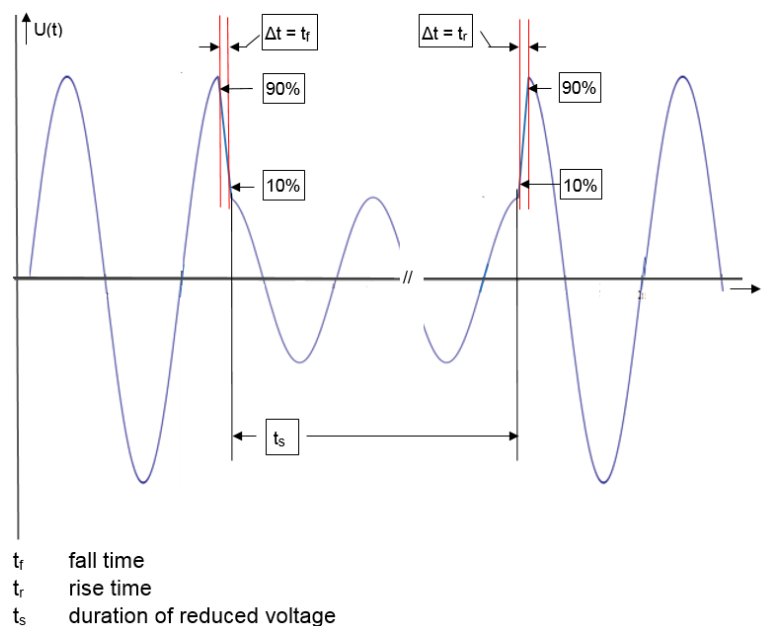 U(t)
Δt = tf
Δt = tr
90%
90%
10%
10%
//
ts
tf fall time
tr rise time
ts duration of reduced voltage